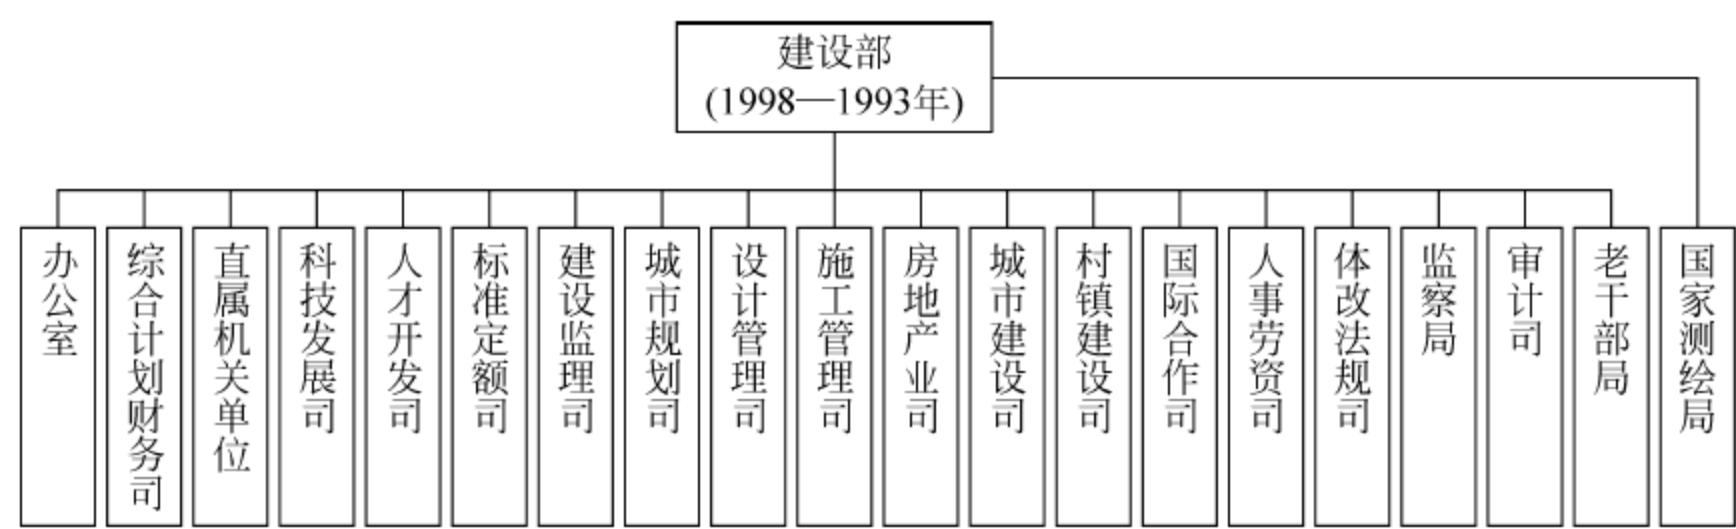 建设部
(1998—1993年)
办公室
综合计划财务司
直属机关单位
科技发展司
人才开发司
标准定额司
建设监理司
城市规划司
设计管理司
施工管理司
房地产业司
城市建设司
村镇建设司
国际合作司
人事劳资司
体改法规司
监察局
审计司
老干部局
国家测绘局